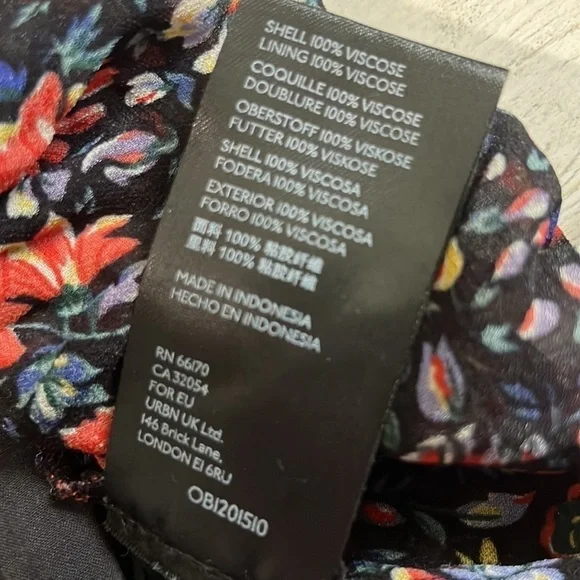 SHELL 100% VISCOSE
LINING 100% VISCOSE
COQUILLE 100% VISCOSE
DOUBLURE 100% VISCOSE
OBERSTOFF 100% VISKOSE
FUTTER 100% VISKOSE
SHELL 100% VISCOSA
FODERA 100% VISCOSA
EXTERIOR 100% VISCOSA
FORRO 100% VISCOSA
面料 100% 粘胶纤维
里料 100% 粘胶纤维
MADE IN INDONESIA
HECHO EN INDONESIA
RN 66170
CA 32054
FOR EU
URBN UK Ltd.
146 Brick Lane,
LONDON E1 6RU
OB1201510